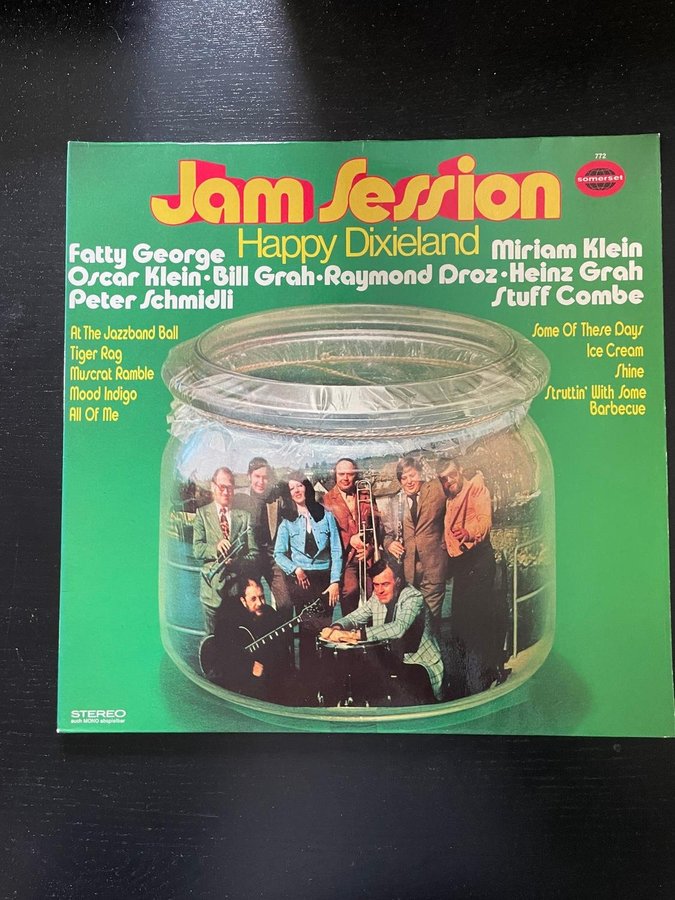 772
somerset
Jam Session
Happy Dixieland
Fatty George
Miriam Klein
Oscar Klein • Bill Grah • Raymond Droz • Heinz Grah
Peter Schmidli
Stuff Combe
At The Jazzband Ball
Tiger Rag
Muscrat Ramble
Mood Indigo
All Of Me
Some Of These Days
Ice Cream
Shine
Struttin' With Some
Barbecue
STEREO
auch MONO abspielbar